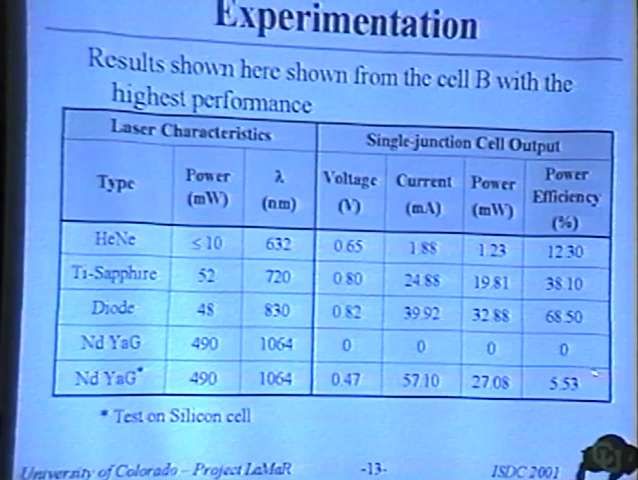 Experimentation
Results shown here shown from the cell B with the
highest performance
Laser Characteristics Single-junction Cell Output
Type Power (mW) λ (nm) Voltage (V) Current (mA) Power (mW) Power Efficiency (%)
HeNe ≤ 10 632 0.65 1.88 1.23 12.30
Ti-Sapphire 52 720 0.80 24.88 19.81 38.10
Diode 48 830 0.82 39.92 32.88 68.50
Nd YaG 490 1064 0 0 0 0
Nd YaG* 490 1064 0.47 57.10 27.08 5.53
* Test on Silicon cell
University of Colorado - Project LaMaR -13- ISDC 2001
CU